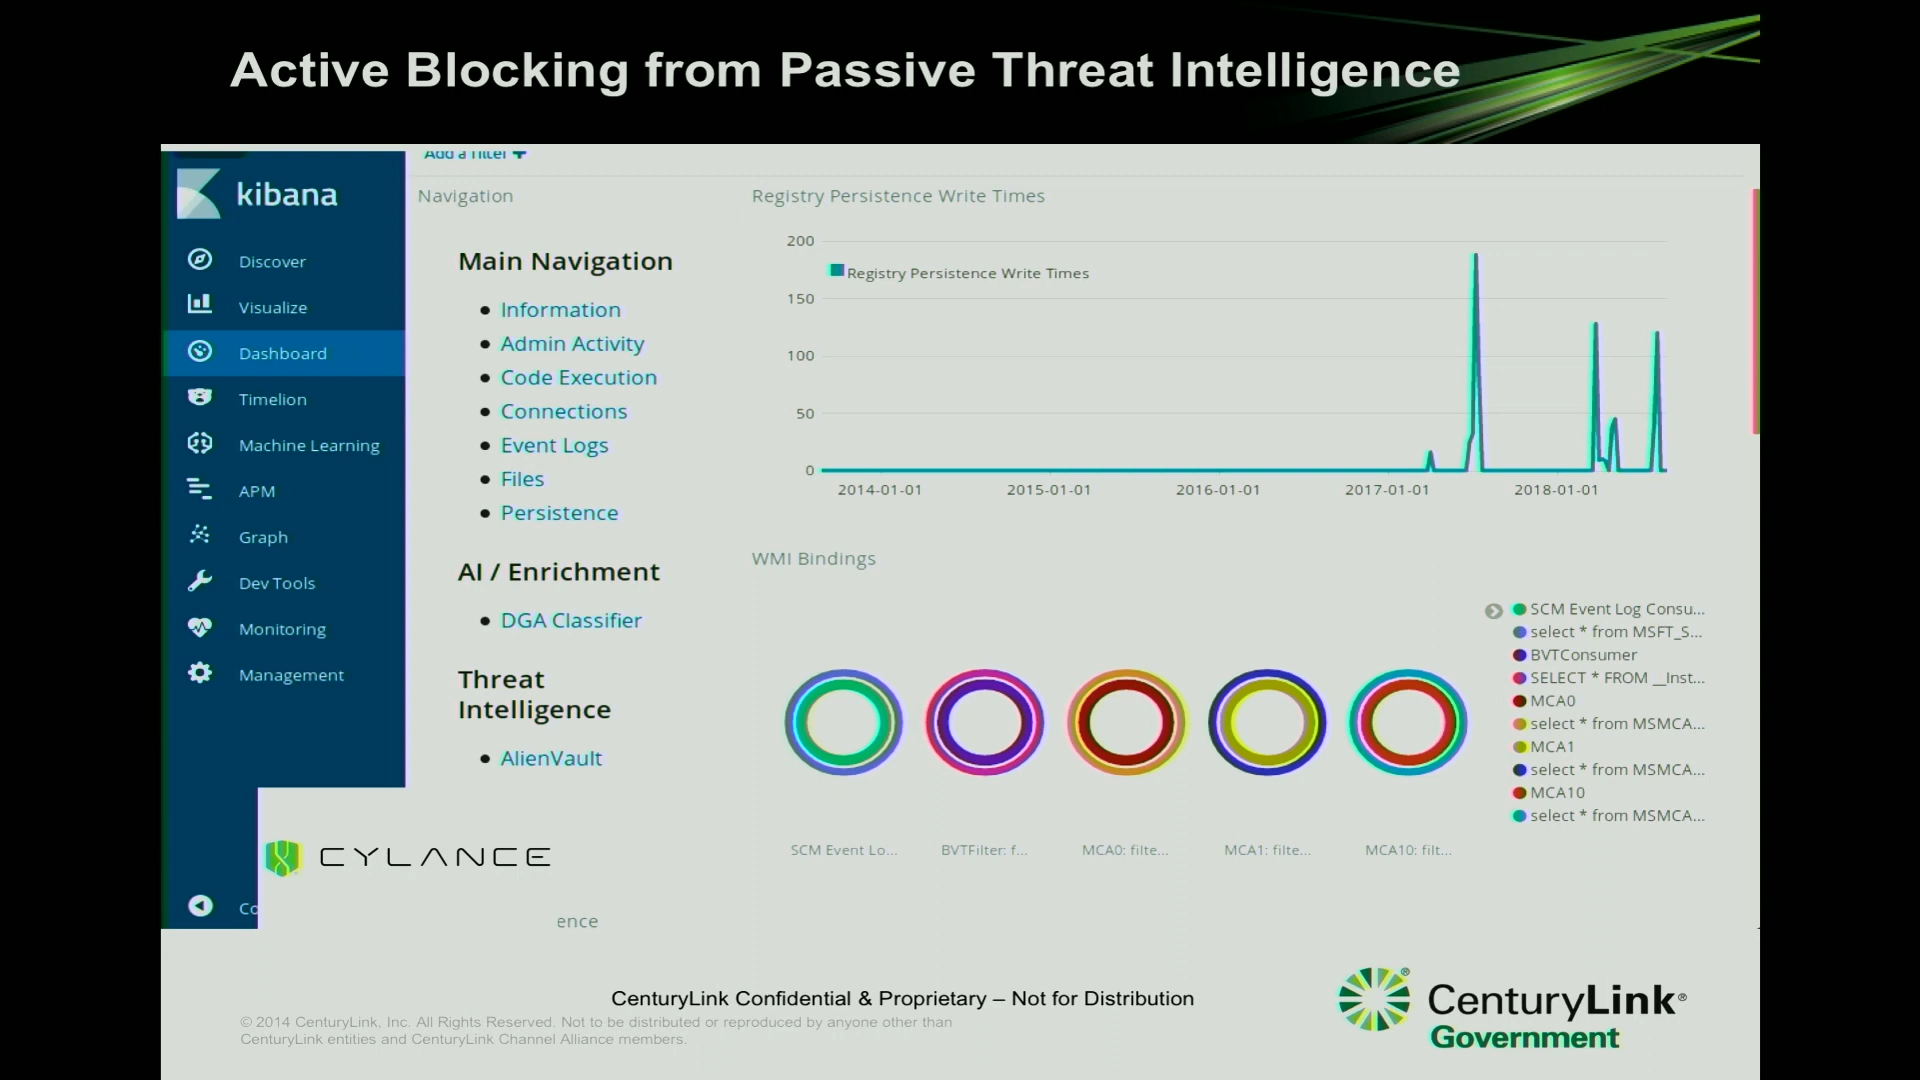 Active Blocking from Passive Threat Intelligence
Add a filter +
kibana
Discover
Visualize
Dashboard
Timelion
Machine Learning
APM
Graph
Dev Tools
Monitoring
Management
Co
Navigation
Main Navigation
Information
Admin Activity
Code Execution
Connections
Event Logs
Files
Persistence
AI / Enrichment
DGA Classifier
Threat
Intelligence
AlienVault
CYLANCE
ence
Registry Persistence Write Times
Registry Persistence Write Times
200
150
100
50
0
2014-01-01
2015-01-01
2016-01-01
2017-01-01
2018-01-01
WMI Bindings
SCM Event Log Consu...
select * from MSFT_S...
BVTConsumer
SELECT * FROM __Inst...
MCA0
select * from MSMCA...
MCA1
select * from MSMCA...
MCA10
select * from MSMCA...
SCM Event Lo...
BVTFilter: f...
MCA0: filte...
MCA1: filte...
MCA10: filt...
CenturyLink Confidential & Proprietary – Not for Distribution
© 2014 CenturyLink, Inc. All Rights Reserved. Not to be distributed or reproduced by anyone other than
CenturyLink entities and CenturyLink Channel Alliance members.
CenturyLink®
Government